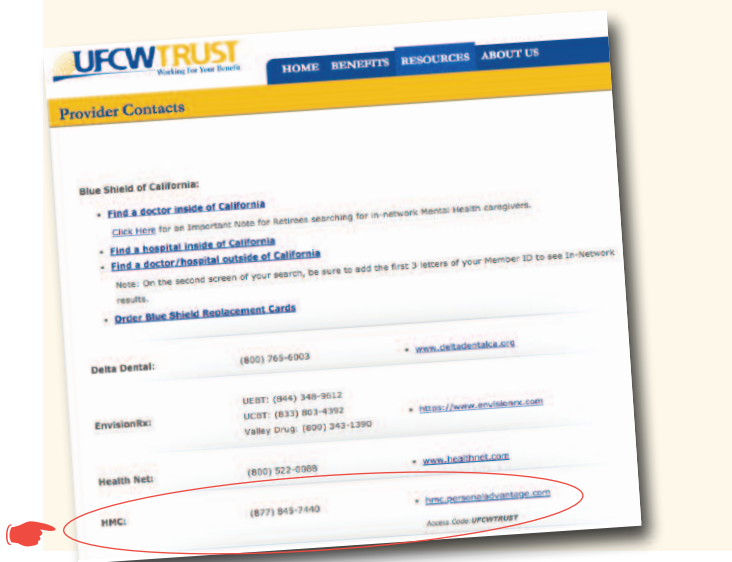 UFCWTRUST
Working For Your Benefit
HOME BENEFITS RESOURCES ABOUT US
Provider Contacts
Blue Shield of California:
• Find a doctor inside of California
Click Here for an Important Note for Retirees searching for in-network Mental Health caregivers.
• Find a hospital inside of California
• Find a doctor/hospital outside of California
Note: On the second screen of your search, be sure to add the first 3 letters of your Member ID to see In-Network
results.
• Order Blue Shield Replacement Cards
Delta Dental: (800) 765-6003 • www.deltadentalca.org
UEBT: (844) 348-9612
EnvisionRx: UCBT: (833) 803-4392 • https://www.envisionrx.com
Valley Drug: (800) 343-1390
Health Net: (800) 522-0088 • www.healthnet.com
HMC: (877) 845-7440 • hmc.personaladvantage.com
Access Code UFCWTRUST